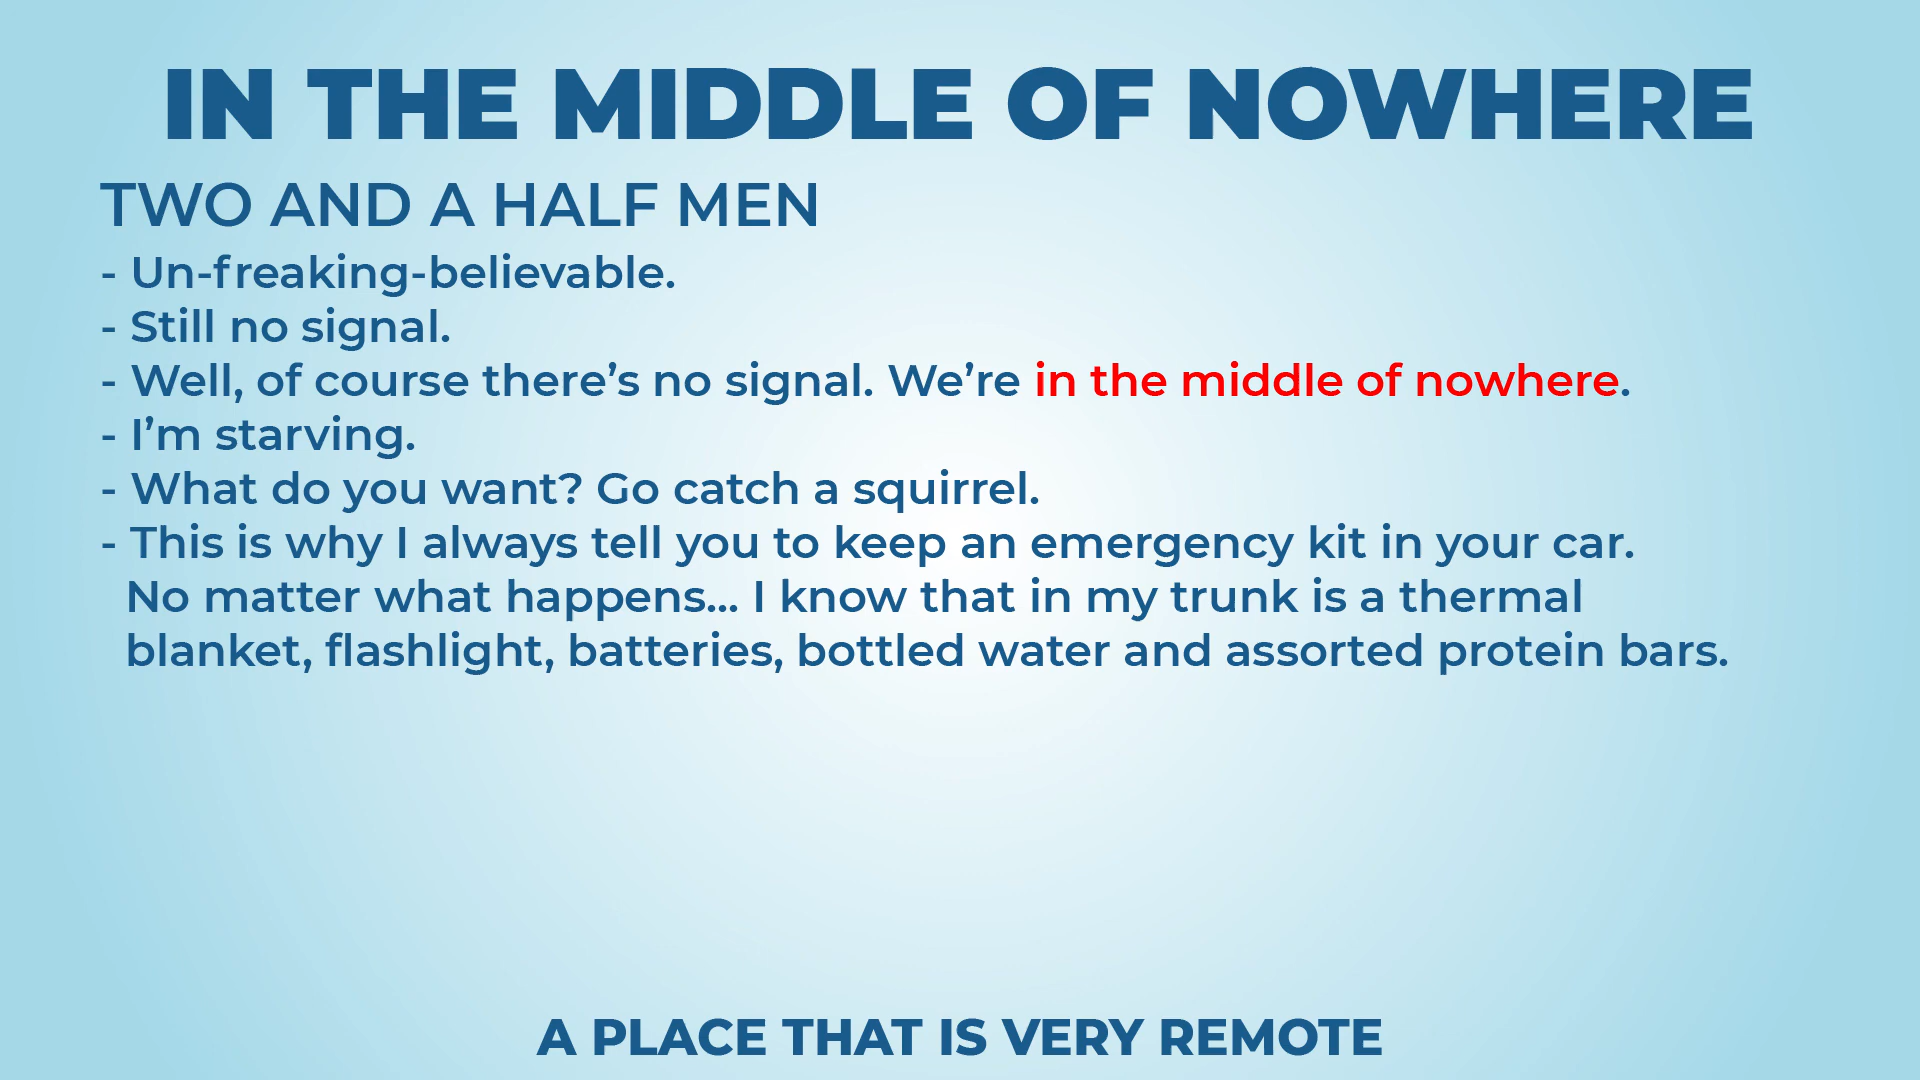 IN THE MIDDLE OF NOWHERE
TWO AND A HALF MEN
- Un-freaking-believable.
- Still no signal.
- Well, of course there’s no signal. We’re in the middle of nowhere.
- I’m starving.
- What do you want? Go catch a squirrel.
- This is why I always tell you to keep an emergency kit in your car.
No matter what happens... I know that in my trunk is a thermal
blanket, flashlight, batteries, bottled water and assorted protein bars.
A PLACE THAT IS VERY REMOTE